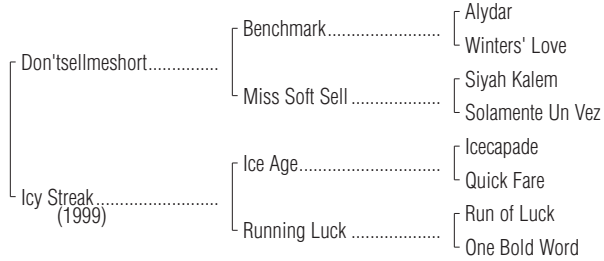 Alydar
Benchmark...................
Winters' Love
Don'tsellmeshort...............
Siyah Kalem
Miss Soft Sell ...................
Solamente Un Vez
Icecapade
Ice Age........................
Quick Fare
Icy Streak..........................
(1999)
Run of Luck
Running Luck ...................
One Bold Word